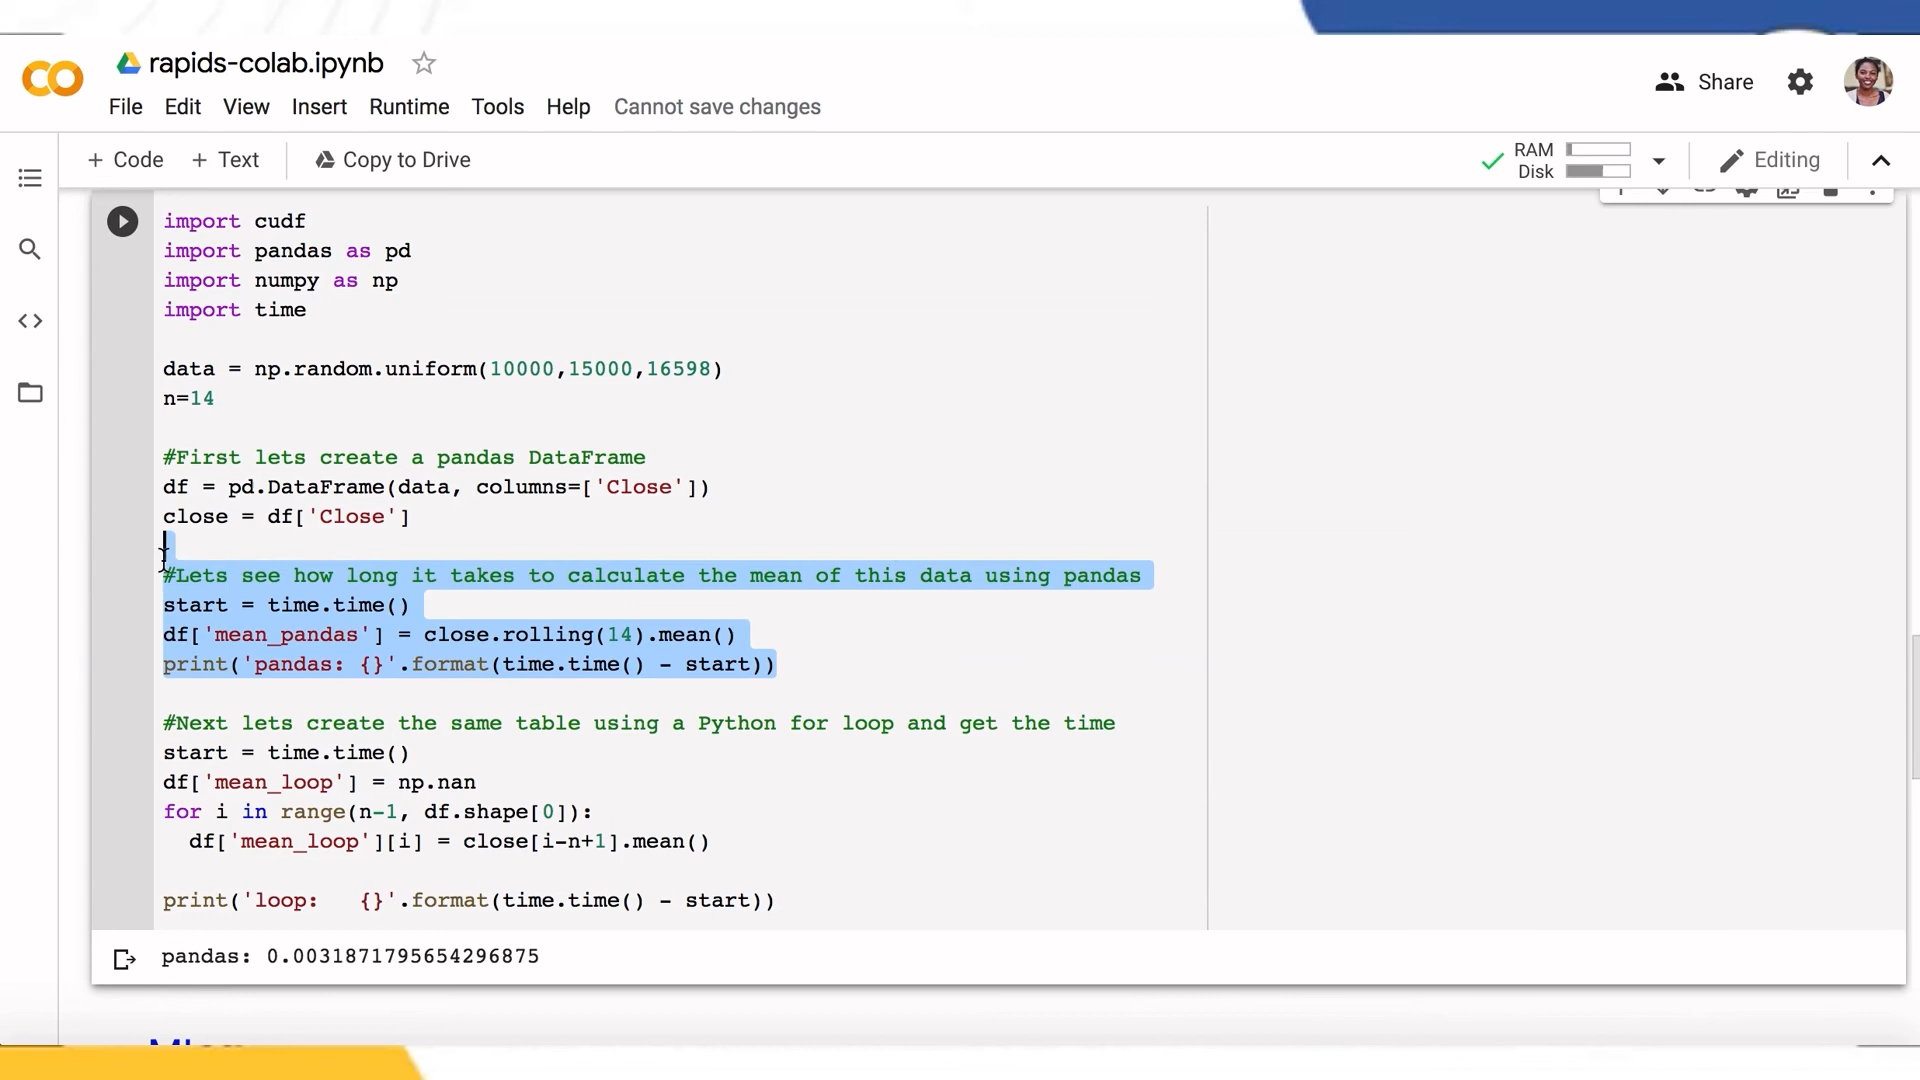 rapids-colab.ipynb
File Edit View Insert Runtime Tools Help Cannot save changes
Share
+ Code + Text Copy to Drive
RAM
Disk
Editing
import cudf
import pandas as pd
import numpy as np
import time
data = np.random.uniform(10000,15000,16598)
n=14
#First lets create a pandas DataFrame
df = pd.DataFrame(data, columns=['Close'])
close = df['Close']
#Lets see how long it takes to calculate the mean of this data using pandas
start = time.time()
df['mean_pandas'] = close.rolling(14).mean()
print('pandas: {}'.format(time.time() - start))
#Next lets create the same table using a Python for loop and get the time
start = time.time()
df['mean_loop'] = np.nan
for i in range(n-1, df.shape[0]):
  df['mean_loop'][i] = close[i-n+1].mean()
print('loop:   {}'.format(time.time() - start))
pandas: 0.0031871795654296875